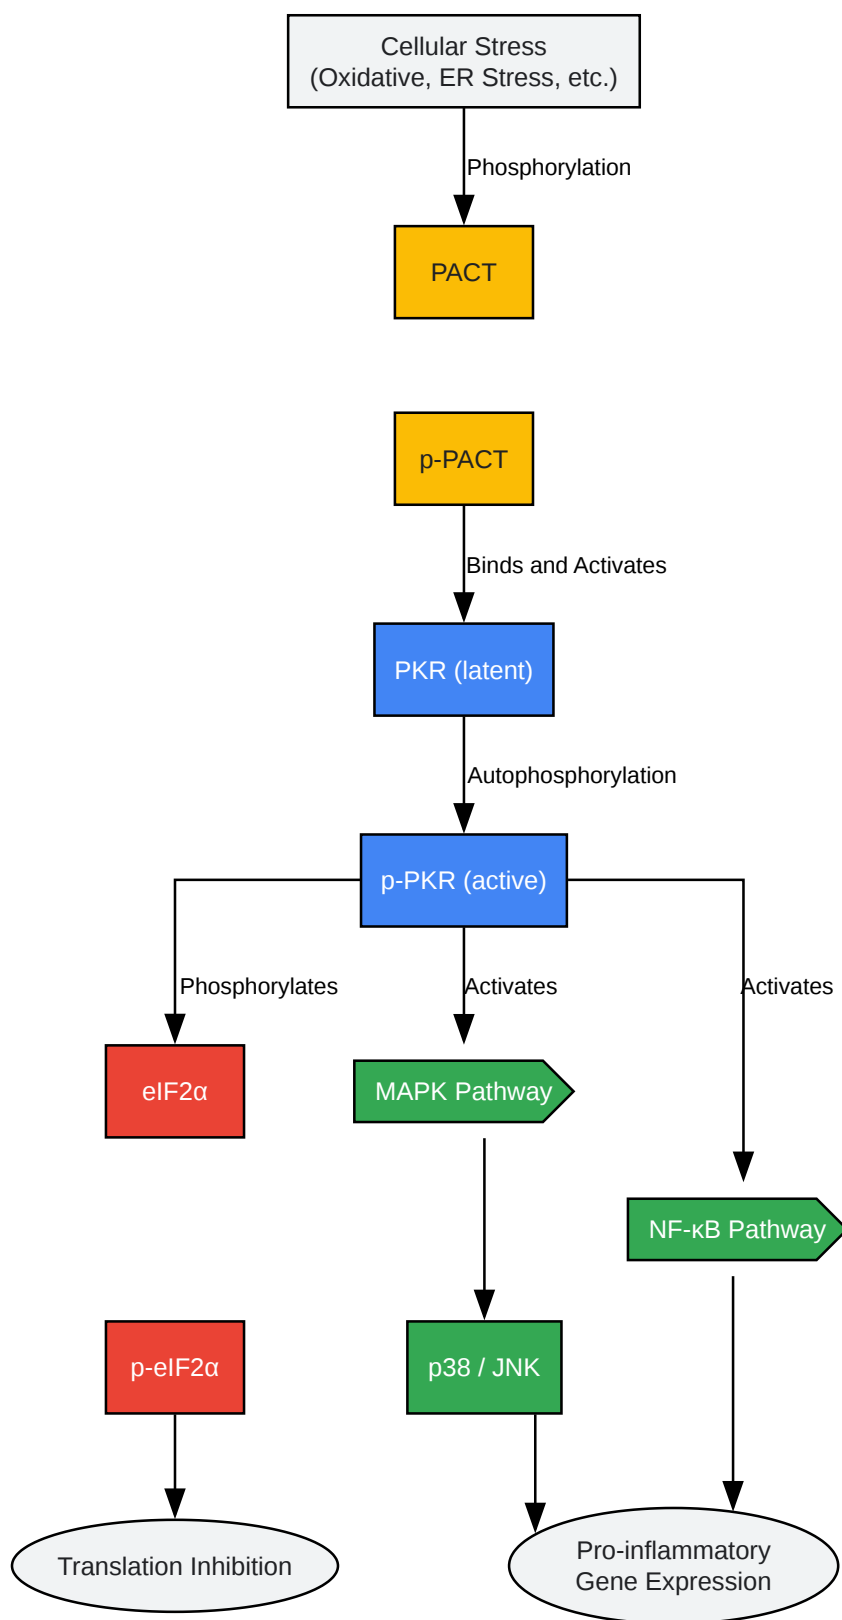 Cellular Stress
(Oxidative, ER Stress, etc.)
Phosphorylation
PACT
p-PACT
Binds and Activates
PKR (latent)
Autophosphorylation
p-PKR (active)
Phosphorylates
Activates
Activates
eIF2α
MAPK Pathway
NF-κB Pathway
p-eIF2α
p38 / JNK
Translation Inhibition
Pro-inflammatory
Gene Expression